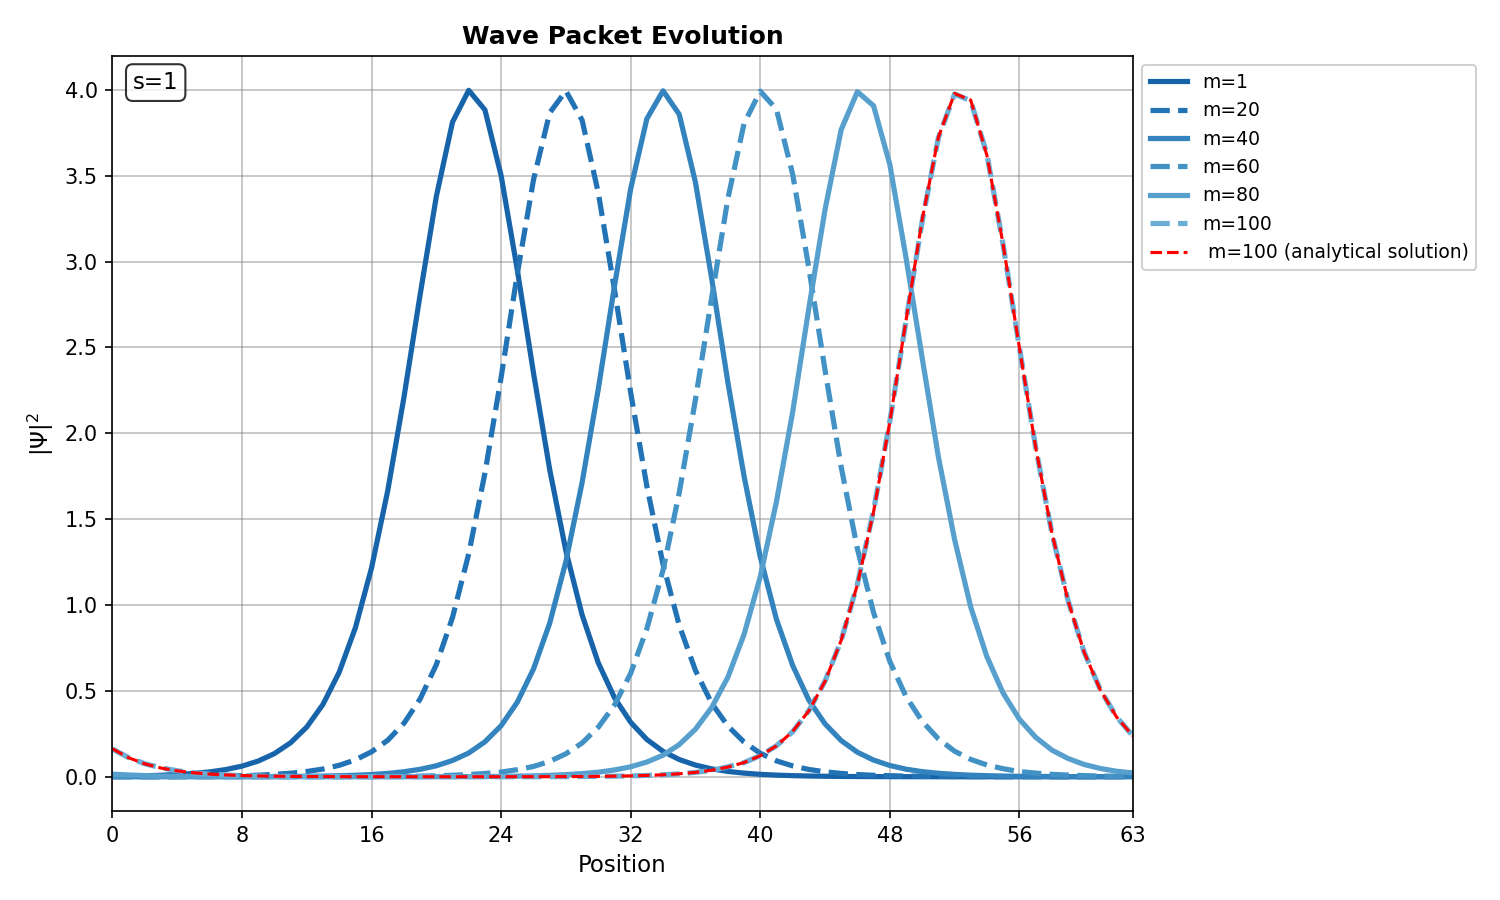 Wave Packet Evolution
s=1
4.0
3.5
3.0
2.5
2.0
1.5
1.0
0.5
0.0
|Ψ|²
0 8 16 24 32 40 48 56 63
Position
m=1
m=20
m=40
m=60
m=80
m=100
m=100 (analytical solution)